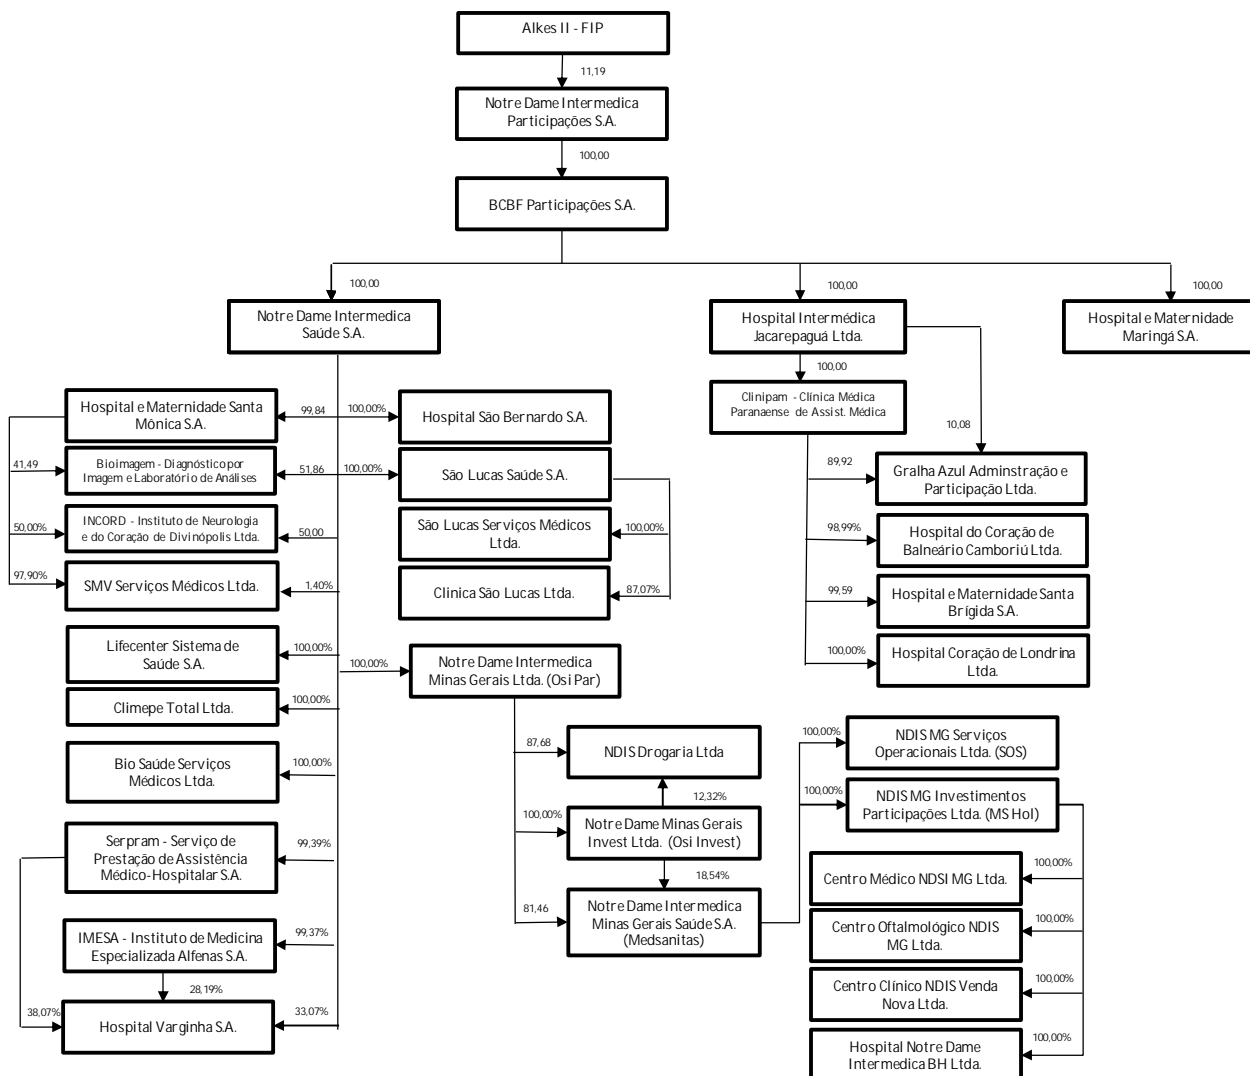 Alkes II - FIP
11,19
Notre Dame Intermedica
Participações S.A.
100,00
BCBF Participações S.A.
100,00
100,00
100,00
Notre Dame Intermedica
Saúde S.A.
Hospital Intermédica
Jacarepaguá Ltda.
Hospital e Maternidade
Maringá S.A.
100,00
Clinipam - Clínica Médica
Paranaense de Assist. Médica
10,08
89,92
Gralha Azul Adminstração e
Participação Ltda.
98,99%
Hospital do Coração de
Balneário Camboriú Ltda.
99,59
Hospital e Maternidade Santa
Brígida S.A.
100,00%
Hospital Coração de Londrina
Ltda.
Hospital e Maternidade Santa
Mônica S.A.
99,84
100,00%
Hospital São Bernardo S.A.
41,49
Bioimagem - Diagnóstico por
Imagem e Laboratório de Análises
51,86
100,00%
São Lucas Saúde S.A.
50,00%
INCORD - Instituto de Neurologia
e do Coração de Divinópolis Ltda.
50,00
São Lucas Serviços Médicos
Ltda.
100,00%
97,90%
SMV Serviços Médicos Ltda.
1,40%
Clinica São Lucas Ltda.
87,07%
Lifecenter Sistema de
Saúde S.A.
100,00%
100,00%
Notre Dame Intermedica
Minas Gerais Ltda. (Osi Par)
Climepe Total Ltda.
100,00%
Bio Saúde Serviços
Médicos Ltda.
100,00%
87,68
NDIS Drogaria Ltda
12,32%
100,00%
Notre Dame Minas Gerais
Invest Ltda. (Osi Invest)
18,54%
81,46
Notre Dame Intermedica
Minas Gerais Saúde S.A.
(Medsanitas)
100,00%
NDIS MG Serviços
Operacionais Ltda. (SOS)
100,00%
NDIS MG Investimentos
Participações Ltda. (MS Hol)
Centro Médico NDSI MG Ltda.
100,00%
Centro Oftalmológico NDIS
MG Ltda.
100,00%
Centro Clínico NDIS Venda
Nova Ltda.
100,00%
Hospital Notre Dame
Intermedica BH Ltda.
100,00%
Serpram - Serviço de
Prestação de Assistência
Médico-Hospitalar S.A.
99,39%
IMESA - Instituto de Medicina
Especializada Alfenas S.A.
99,37%
28,19%
38,07%
Hospital Varginha S.A.
33,07%